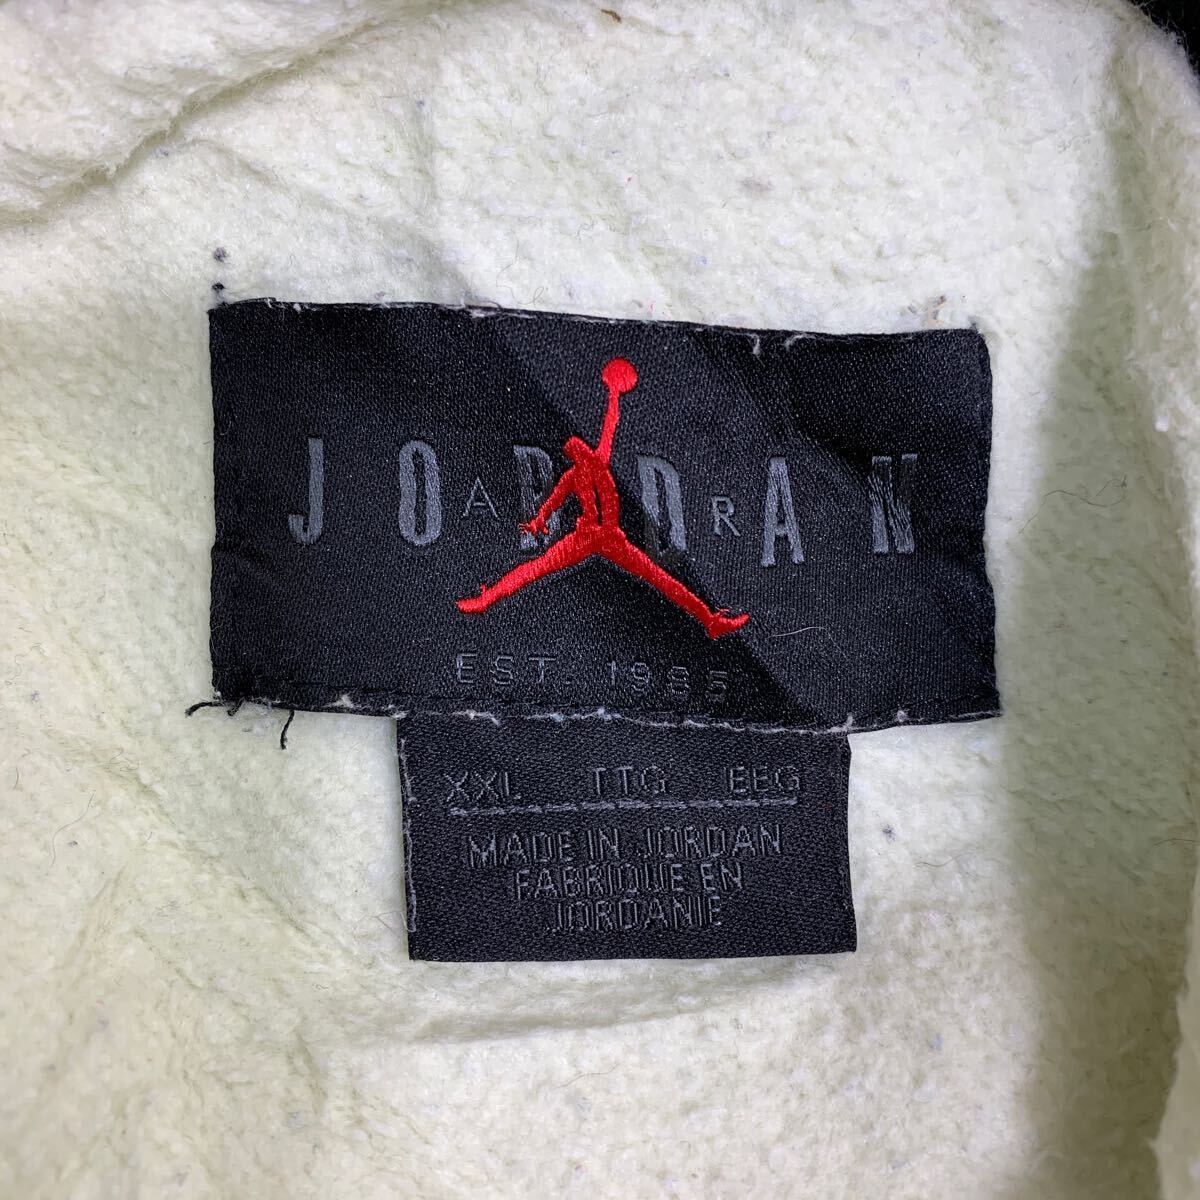 JORDAN
AIR
EST. 1985
XXL TTG EEG
MADE IN JORDAN
FABRIQUE EN
JORDANIE